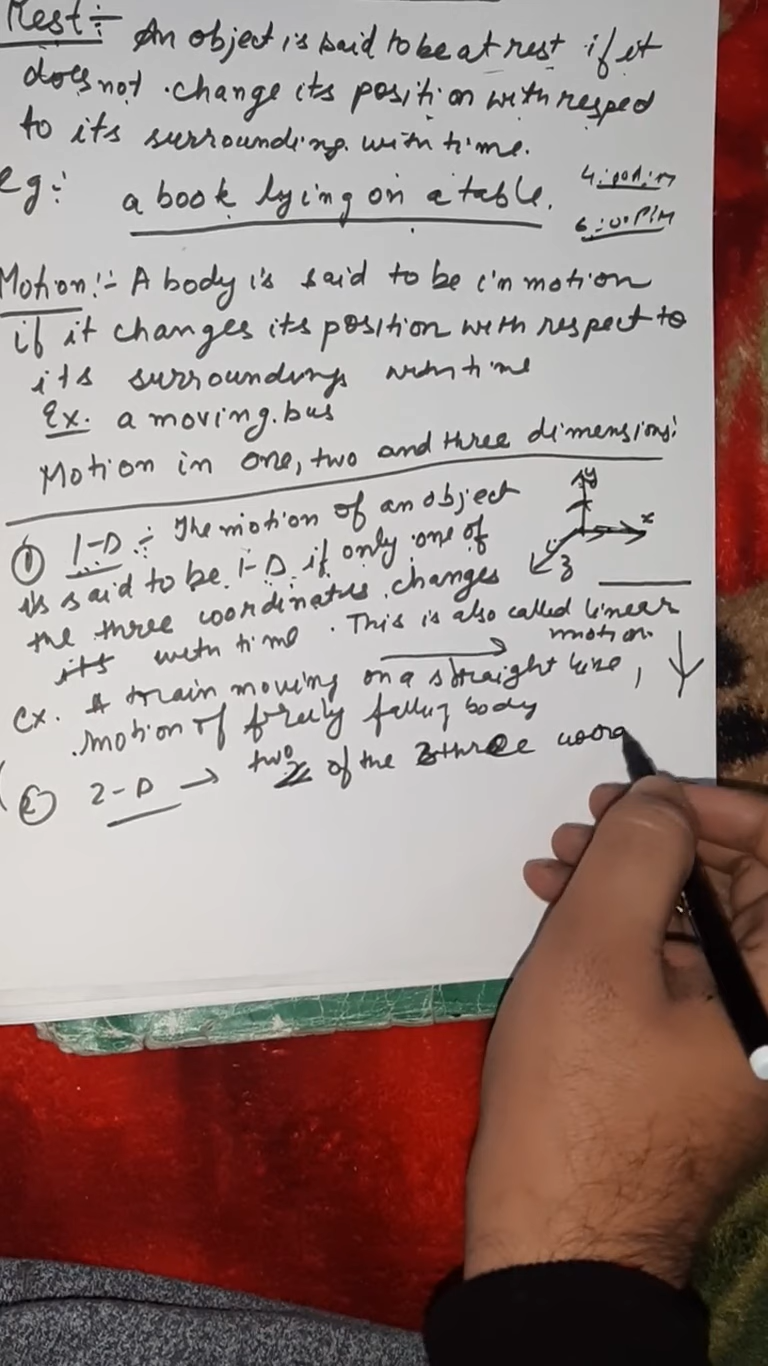 Rest:- An object is said to be at rest if it
does not change its position with respect
to its surrounding. with time.
eg:- a book lying on a table.
6:00 P.M
Motion:- A body is said to be in motion
if it changes its position with respect to
its surroundings with time
Ex. a moving bus
Motion in one, two and three dimensions:
① 1-D:- The motion of an object
is said to be 1-D if only one of
the three coordinates changes
its with time. This is also called linear
motion.
y
x
z
Ex. A train moving on a straight line,
motion of freely falling body
② 2-D → two of the three coord